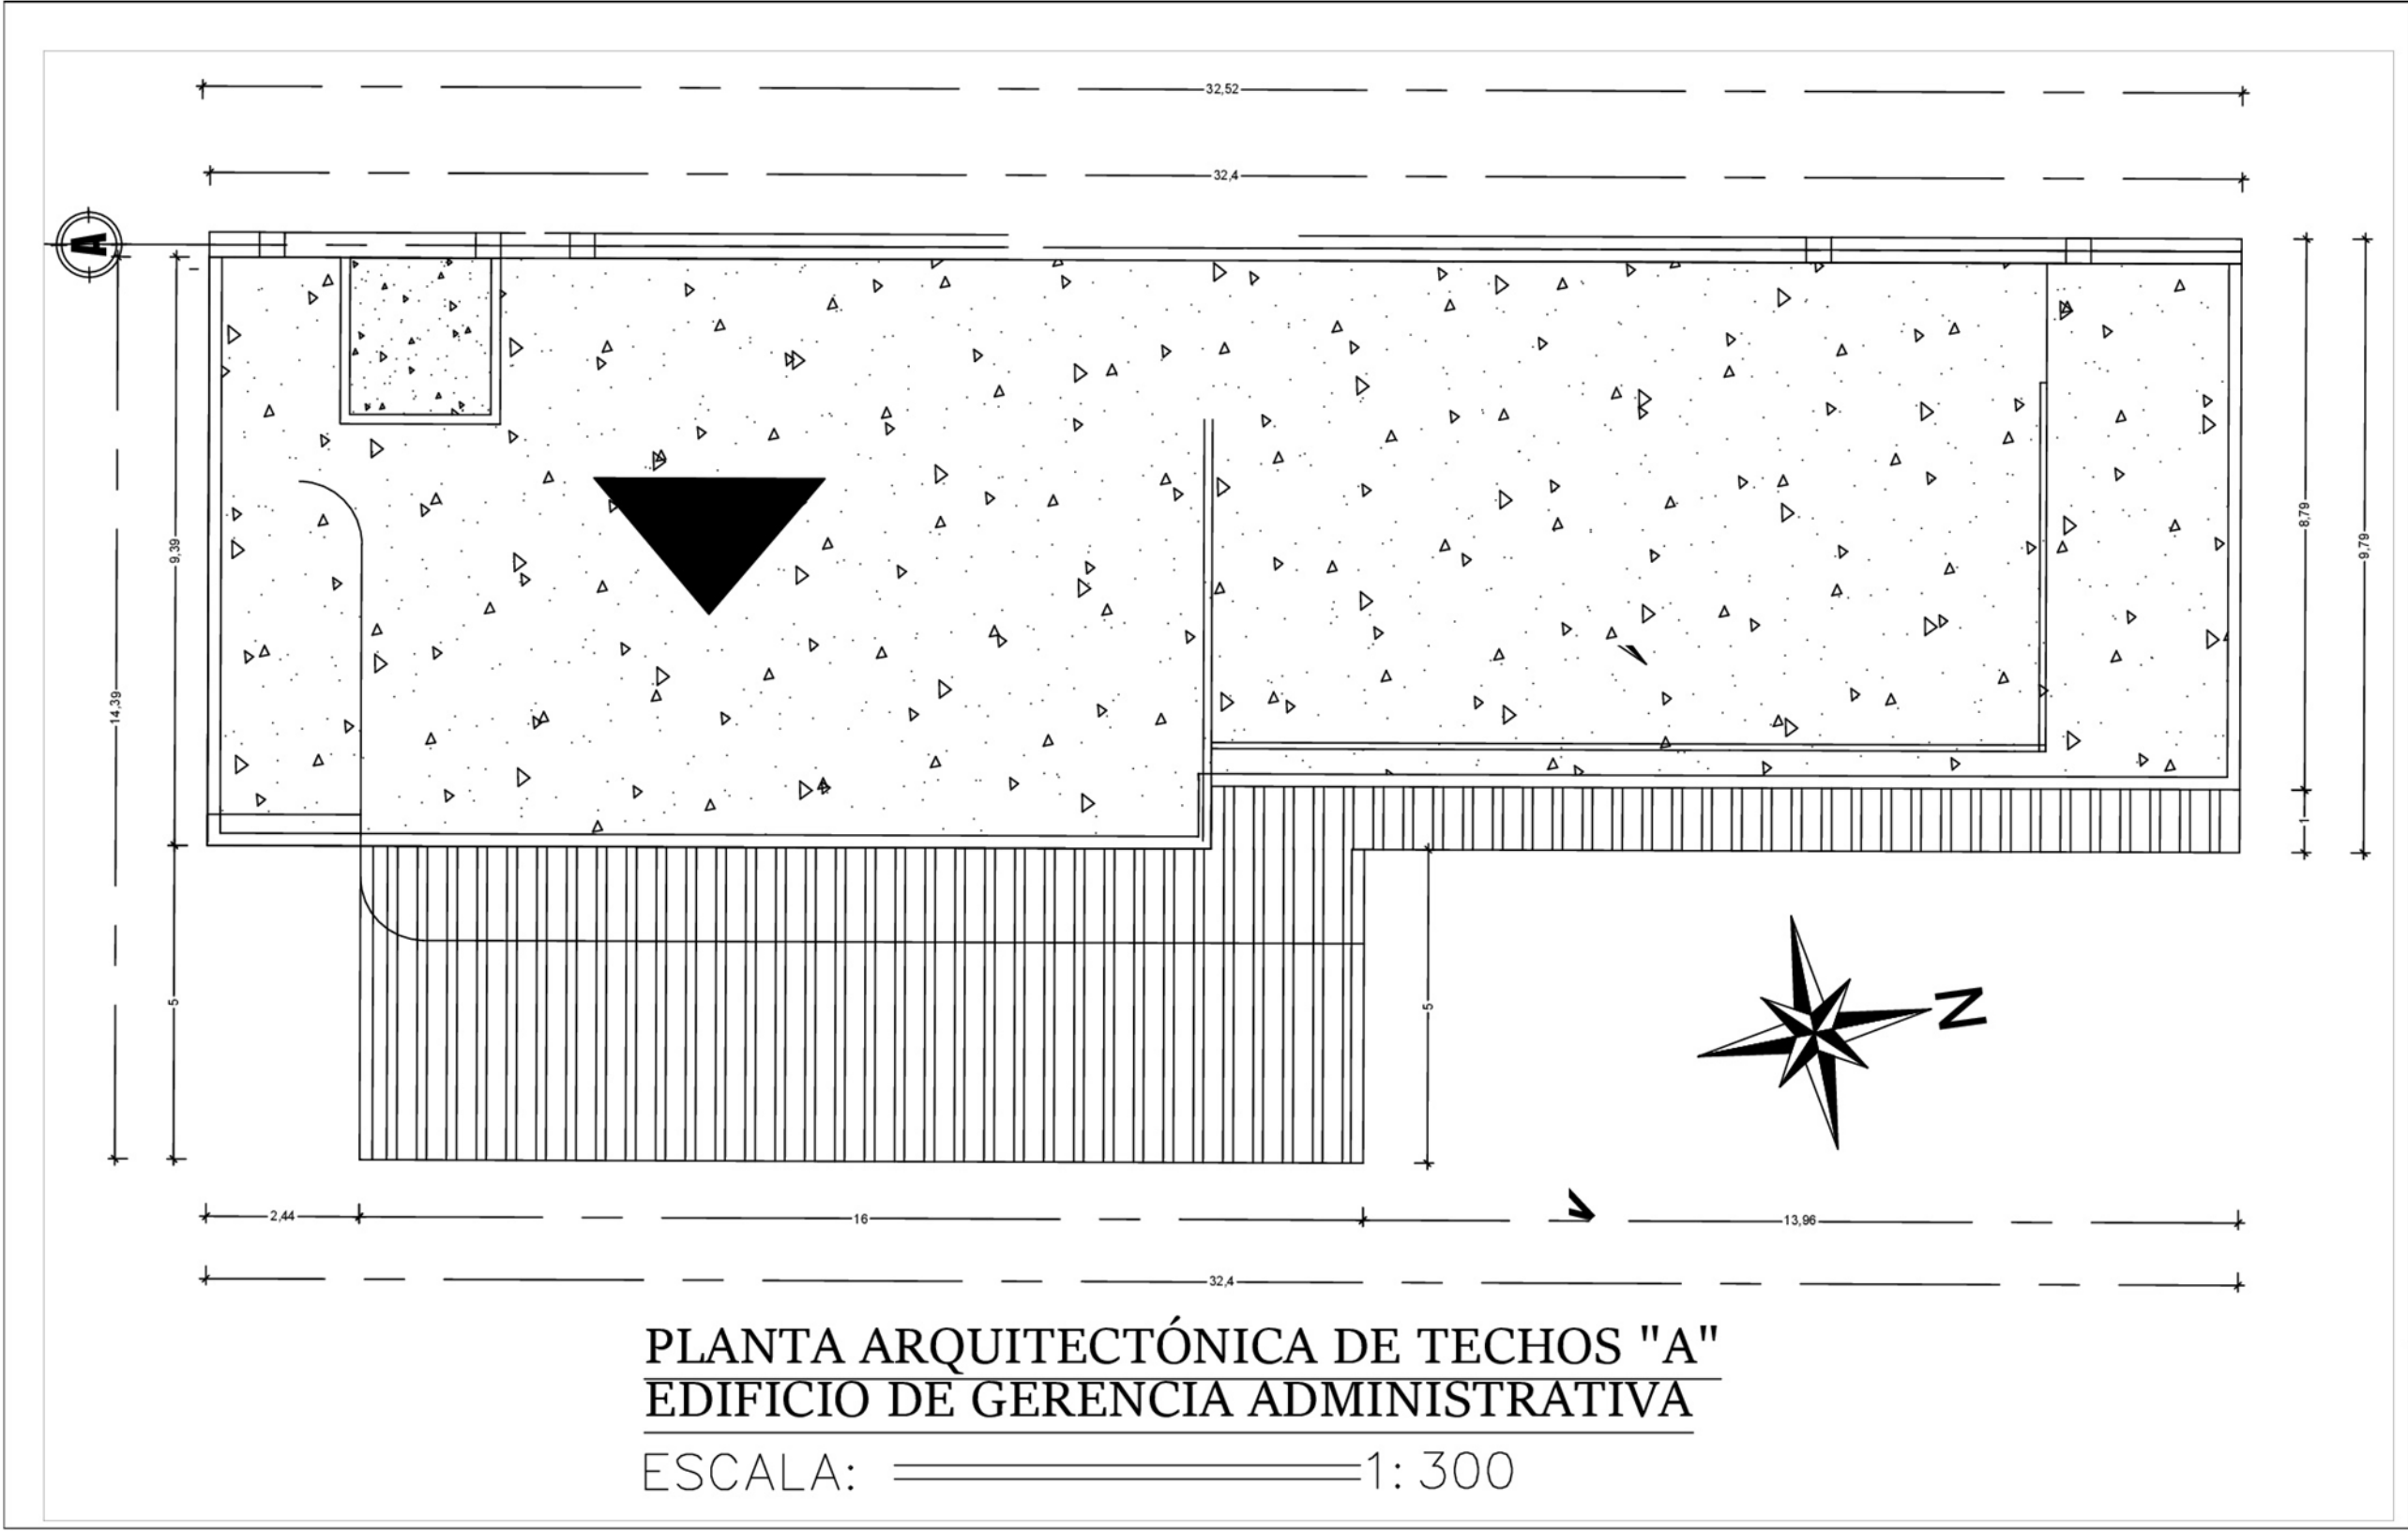 32,52
32,4
A
9,39
14,39
8,79
9,79
1
5
5
N
2,44
16
13,96
32,4
PLANTA ARQUITECTÓNICA DE TECHOS "A"
EDIFICIO DE GERENCIA ADMINISTRATIVA
ESCALA: 1: 300